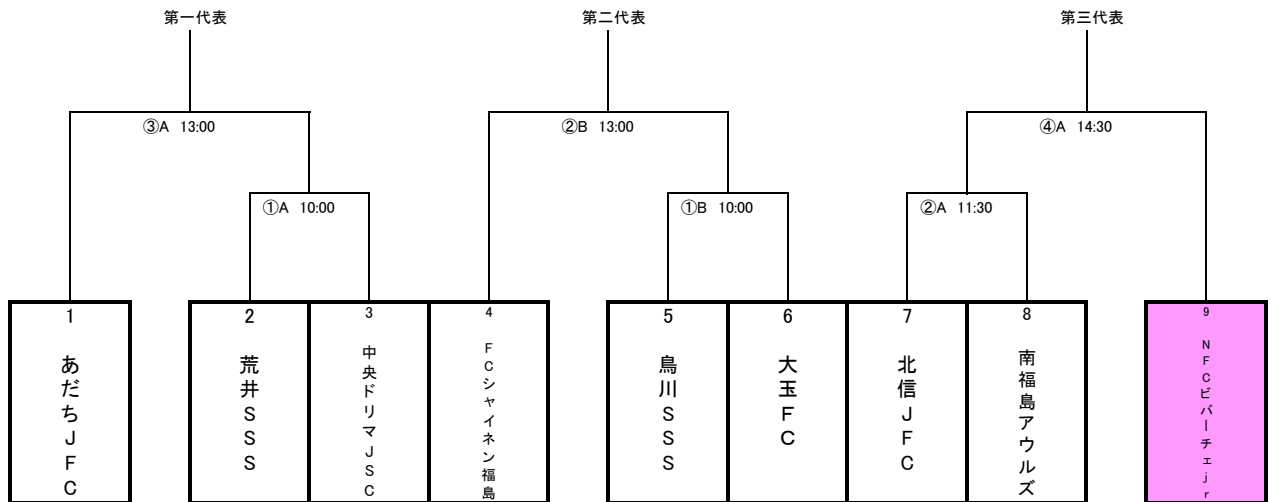 第一代表
第二代表
第三代表
③A 13:00
②B 13:00
④A 14:30
①A 10:00
①B 10:00
②A 11:30
1
あだちJFC
2
荒井SSS
3
中央ドリマJSC
4
FCシャイネン福島
5
鳥川SSS
6
大玉FC
7
北信JFC
8
南福島アウルズ
9
NFCビバーチェjr